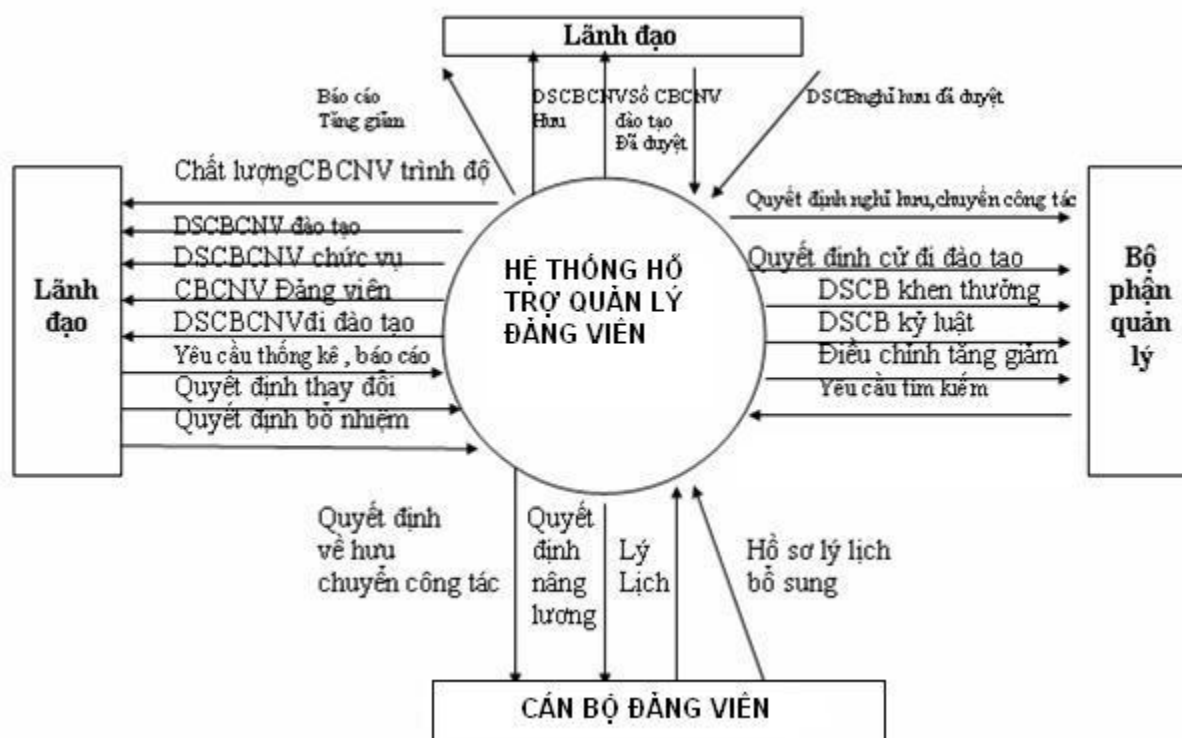 Lãnh đạo
Báo cáo
Tăng giảm
DSCBCNVSố CBCNV
Hưu
đào tạo
Đã duyệt
DSCBnghỉ hưu đã duyệt
Chất lượngCBCNV trình độ
DSCBCNV đào tạo
DSCBCNV chức vụ
CBCNV Đảng viên
DSCBCNVđi đào tạo
Yêu cầu thống kê , báo cáo
Quyết định thay đổi
Quyết định bổ nhiệm
Lãnh
đạo
HỆ THỐNG HỖ
TRỢ QUẢN LÝ
ĐẢNG VIÊN
Quyết định nghỉ hưu,chuyển công tác
Quyết định cử đi đào tao
DSCB khen thưởng
DSCB kỷ luật
Điều chỉnh tăng giảm
Yêu cầu tìm kiếm
Bộ
phận
quản
lý
Quyết định
về hưu
chuyển công tác
Quyết
định
nâng
lương
Lý
Lịch
Hồ sơ lý lịch
bổ sung
CÁN BỘ ĐẢNG VIÊN